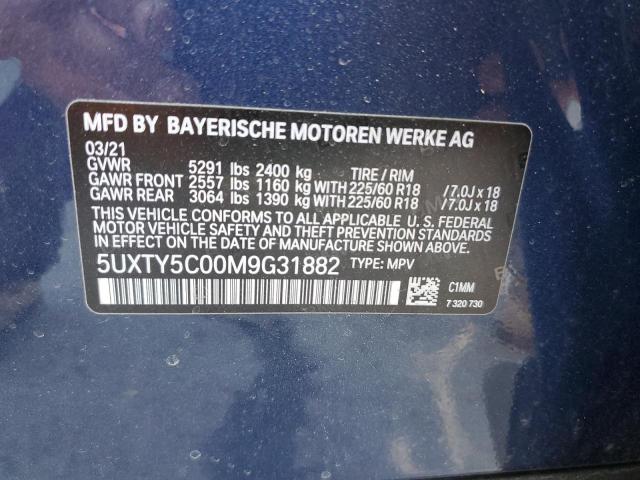 MFD BY BAYERISCHE MOTOREN WERKE AG
03/21
GVWR 5291 lbs 2400 kg TIRE / RIM
GAWR FRONT 2557 lbs 1160 kg WITH 225/60 R18 / 7.0J x 18
GAWR REAR 3064 lbs 1390 kg WITH 225/60 R18 / 7.0J x 18
THIS VEHICLE CONFORMS TO ALL APPLICABLE U. S. FEDERAL
MOTOR VEHICLE SAFETY AND THEFT PREVENTION STANDARDS
IN EFFECT ON THE DATE OF MANUFACTURE SHOWN ABOVE.
5UXTY5C00M9G31882 TYPE: MPV
C1MM
7 320 730